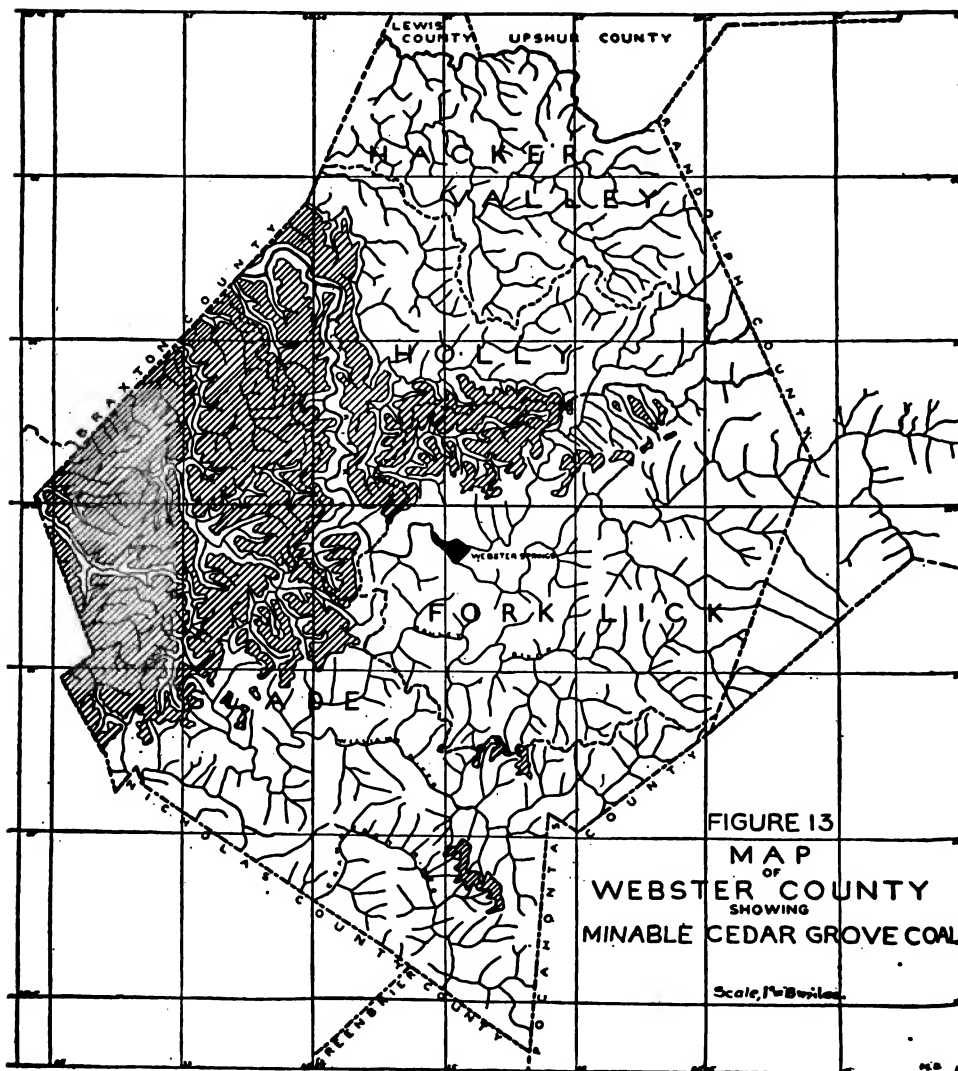 LEWIS
COUNTY UPSHUR COUNTY
HACKER
VALLEY
RANDOLPH COUNTY
BRAXTON COUNTY
HOLLY
WEBSTER SPRINGS
FORK LICK
ADE
NICHOLAS COUNTY
GREENBRIER COUNTY
POCAHONTAS COUNTY
FIGURE 13
MAP
OF
WEBSTER COUNTY
SHOWING
MINABLE CEDAR GROVE COAL